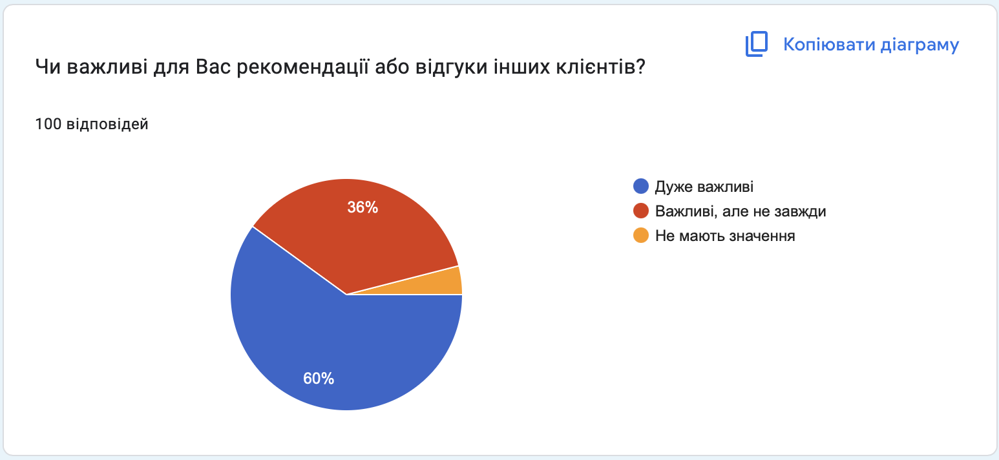 Копіювати діаграму
Чи важливі для Вас рекомендації або відгуки інших клієнтів?
100 відповідей
36%
60%
Дуже важливі
Важливі, але не завжди
Не мають значення